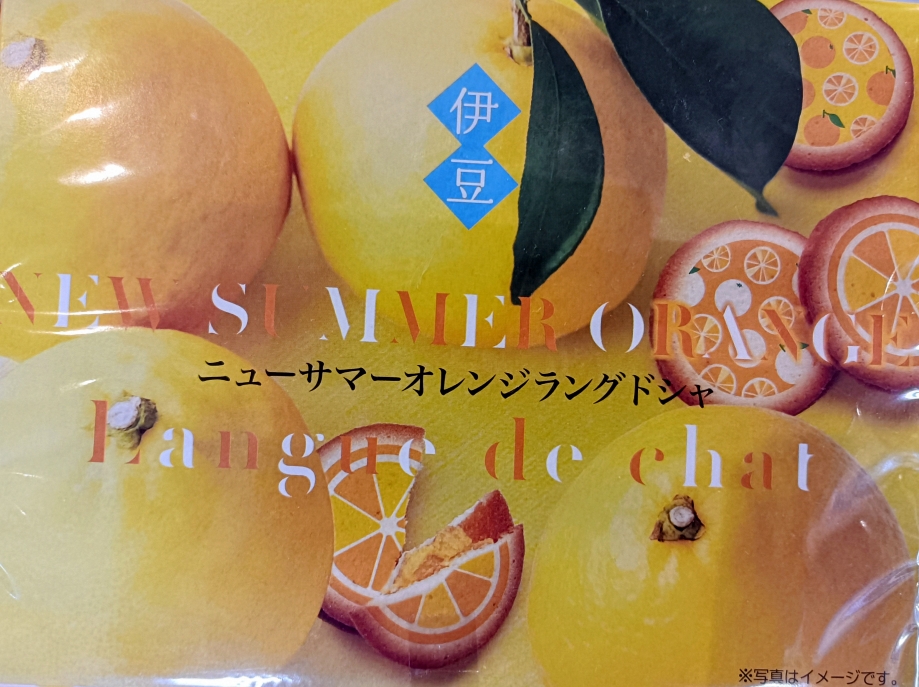 伊
豆
NEW SUMMER ORANGE
ニューサマーオレンジラングドシャ
Langue de chat
※写真はイメージです。